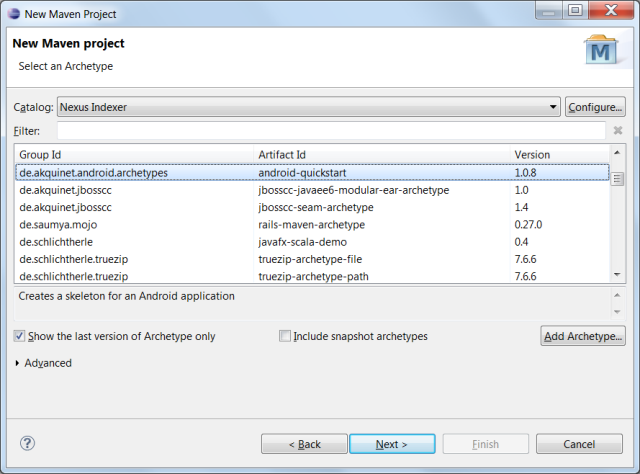 New Maven Project
New Maven project
Select an Archetype
M
Catalog: Nexus Indexer Configure...
Filter:
Group Id Artifact Id Version
de.akquinet.android.archetypes android-quickstart 1.0.8
de.akquinet.jbosscc jbosscc-javaee6-modular-ear-archetype 1.0
de.akquinet.jbosscc jbosscc-seam-archetype 1.4
de.saumya.mojo rails-maven-archetype 0.27.0
de.schlichtherle javafx-scala-demo 0.4
de.schlichtherle.truezip truezip-archetype-file 7.6.6
de.schlichtherle.truezip truezip-archetype-path 7.6.6
Creates a skeleton for an Android application
Show the last version of Archetype only Include snapshot archetypes Add Archetype...
Advanced
? < Back Next > Finish Cancel